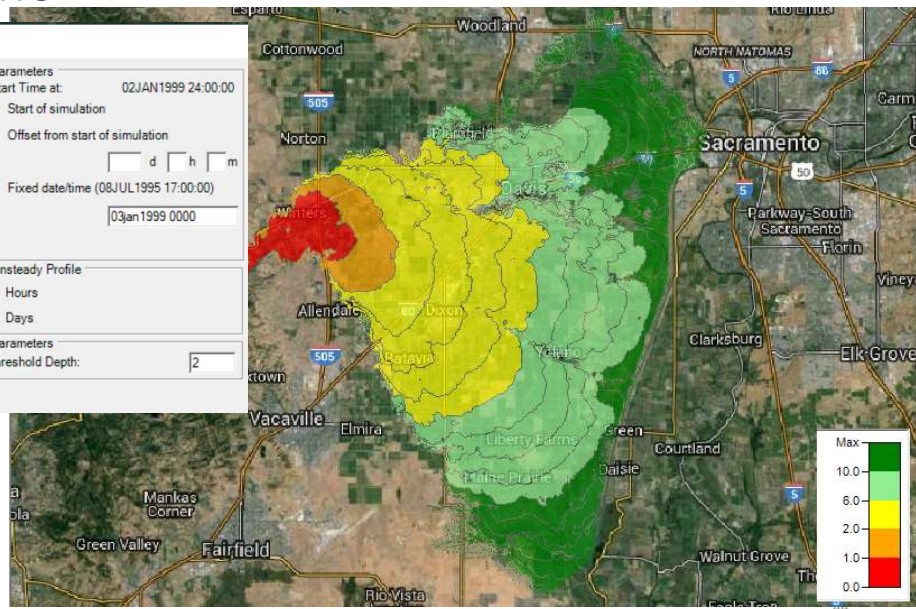 arameters
art Time at: 02JAN1999 24:00:00
Start of simulation
Offset from start of simulation
d h m
Fixed date/time (08JUL1995 17:00:00)
03jan1999 0000
nsteady Profile
Hours
Days
arameters
reshold Depth: 2
Woodland
Cottonwood
NORTH NATOMAS
5
80
505
Carm
Norton
Plainfield
Sacramento
50
Davis
5
Winters
Parkway-South
Sacramento
Florin
Viney
Allendale
80
Dixon
Clarksburg
505
Batavia
Yolano
Elk Grove
ktown
Vacaville
Elmira
Green
Liberty Farms
Courtland
Maine Prairie
Daisie
5
Mankas
Corner
Green Valley
Fairfield
Walnut Grove
Rio Vista
Max
10.0
6.0
2.0
1.0
0.0